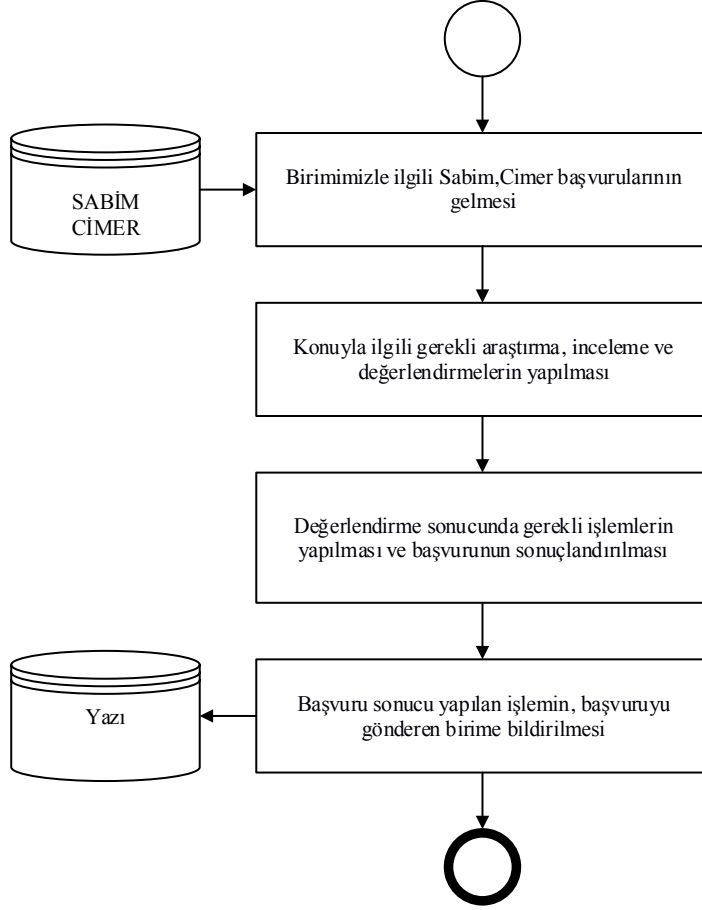 SABİM
CİMER
Birimimizle ilgili Sabim,Cimer başvurularının
gelmesi
Konuyla ilgili gerekli araştırma, inceleme ve
değerlendirmelerin yapılması
Değerlendirme sonucunda gerekli işlemlerin
yapılması ve başvurunun sonuçlandırılması
Yazı
Başvuru sonucu yapılan işlemin, başvuruyu
gönderen birime bildirilmesi